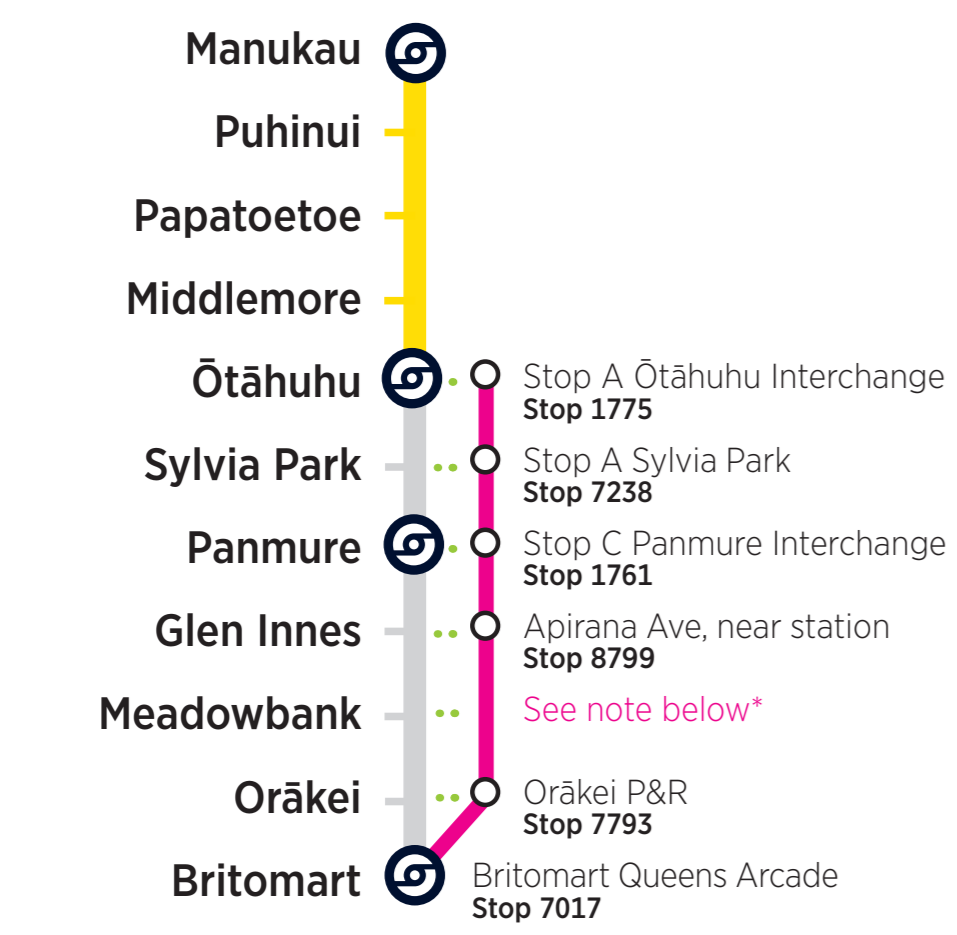 Manukau
Puhinui
Papatoetoe
Middlemore
Ōtāhuhu
Stop A Ōtāhuhu Interchange
Stop 1775
Sylvia Park
Stop A Sylvia Park
Stop 7238
Panmure
Stop C Panmure Interchange
Stop 1761
Glen Innes
Apirana Ave, near station
Stop 8799
Meadowbank
See note below*
Orākei
Orākei P&R
Stop 7793
Britomart
Britomart Queens Arcade
Stop 7017